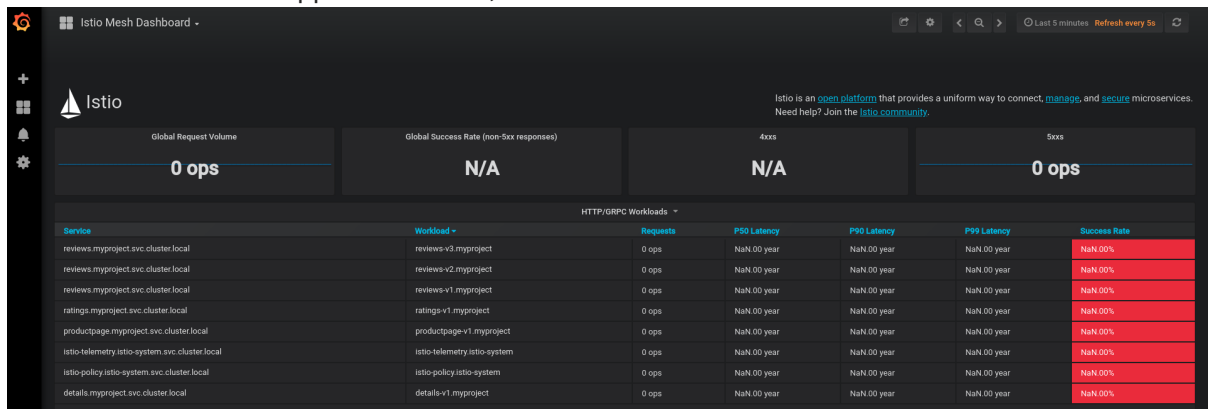 Istio Mesh Dashboard
Last 5 minutes Refresh every 5s
Istio
Istio is an open platform that provides a uniform way to connect, manage, and secure microservices.
Need help? Join the Istio community.
Global Request Volume Global Success Rate (non-5xx responses) 4xxs 5xxs
0 ops N/A N/A 0 ops
HTTP/GRPC Workloads
Service Workload Requests P50 Latency P90 Latency P99 Latency Success Rate
reviews.myproject.svc.cluster.local reviews-v3.myproject 0 ops NaN.00 year NaN.00 year NaN.00 year NaN.00%
reviews.myproject.svc.cluster.local reviews-v2.myproject 0 ops NaN.00 year NaN.00 year NaN.00 year NaN.00%
reviews.myproject.svc.cluster.local reviews-v1.myproject 0 ops NaN.00 year NaN.00 year NaN.00 year NaN.00%
ratings.myproject.svc.cluster.local ratings-v1.myproject 0 ops NaN.00 year NaN.00 year NaN.00 year NaN.00%
productpage.myproject.svc.cluster.local productpage-v1.myproject 0 ops NaN.00 year NaN.00 year NaN.00 year NaN.00%
istio-telemetry.istio-system.svc.cluster.local istio-telemetry.istio-system 0 ops NaN.00 year NaN.00 year NaN.00 year NaN.00%
istio-policy.istio-system.svc.cluster.local istio-policy.istio-system 0 ops NaN.00 year NaN.00 year NaN.00 year NaN.00%
details.myproject.svc.cluster.local details-v1.myproject 0 ops NaN.00 year NaN.00 year NaN.00 year NaN.00%